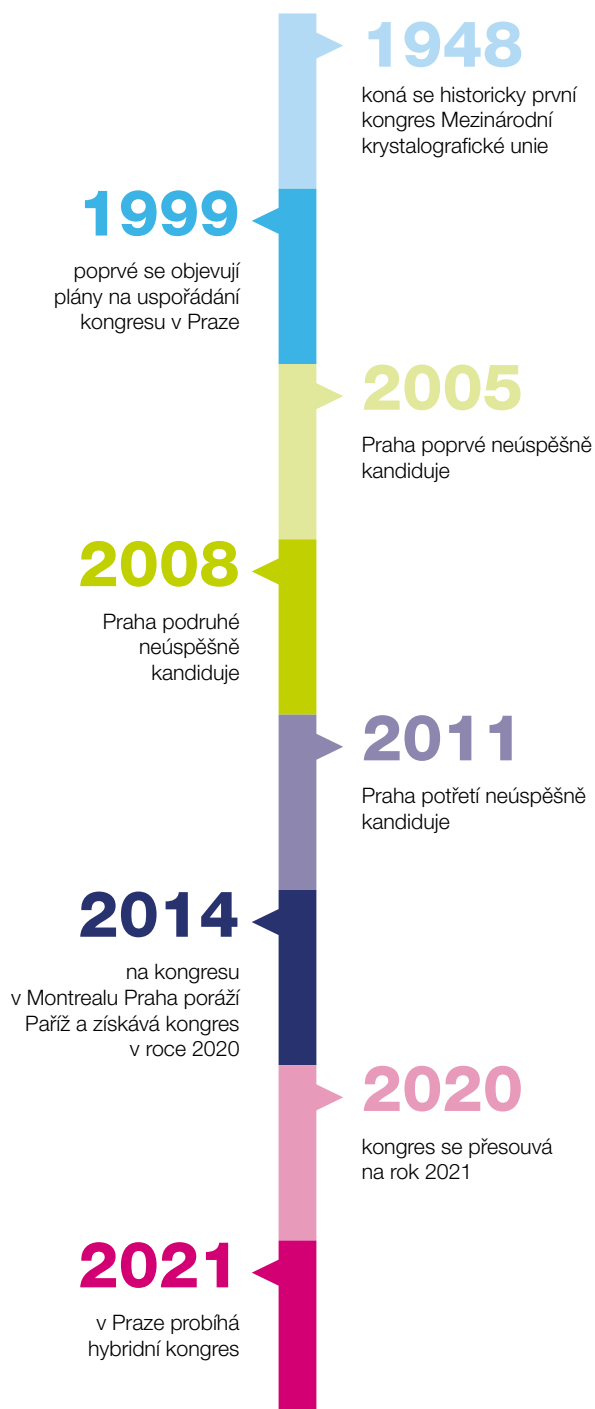 1948
koná se historicky první
kongres Mezinárodní
krystalografické unie
1999
poprvé se objevují
plány na uspořádání
kongresu v Praze
2005
Praha poprvé neúspěšně
kandiduje
2008
Praha podruhé
neúspěšně
kandiduje
2011
Praha potřetí neúspěšně
kandiduje
2014
na kongresu
v Montrealu Praha poráží
Paříž a získává kongres
v roce 2020
2020
kongres se přesouvá
na rok 2021
2021
v Praze probíhá
hybridní kongres